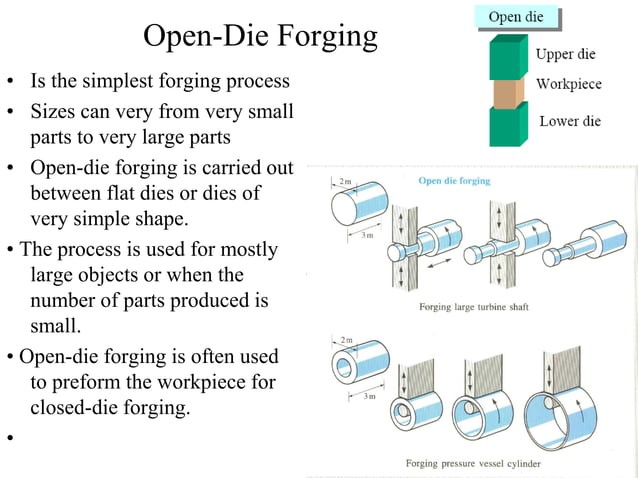 Open-Die Forging
• Is the simplest forging process
• Sizes can very from very small
parts to very large parts
• Open-die forging is carried out
between flat dies or dies of
very simple shape.
• The process is used for mostly
large objects or when the
number of parts produced is
small.
• Open-die forging is often used
to preform the workpiece for
closed-die forging.
•
Open die
Upper die
Workpiece
Lower die
Open die forging
2 m
3 m
Forging large turbine shaft
2 m
3 m
Forging pressure vessel cylinder